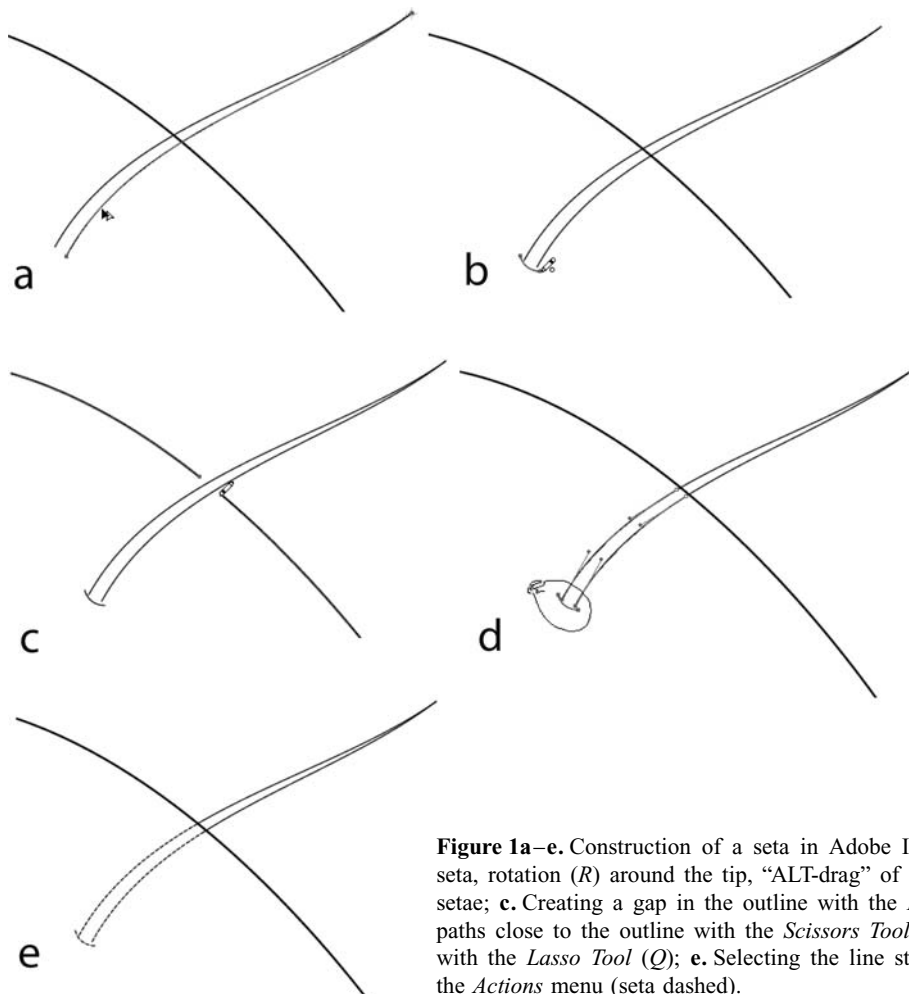 a
b
c
d
e
Figure 1a–e. Construction of a seta in Adobe
seta, rotation (R) around the tip, “ALT-drag” of
setae; c. Creating a gap in the outline with the
paths close to the outline with the Scissors Tool
with the Lasso Tool (Q); e. Selecting the line
the Actions menu (seta dashed).